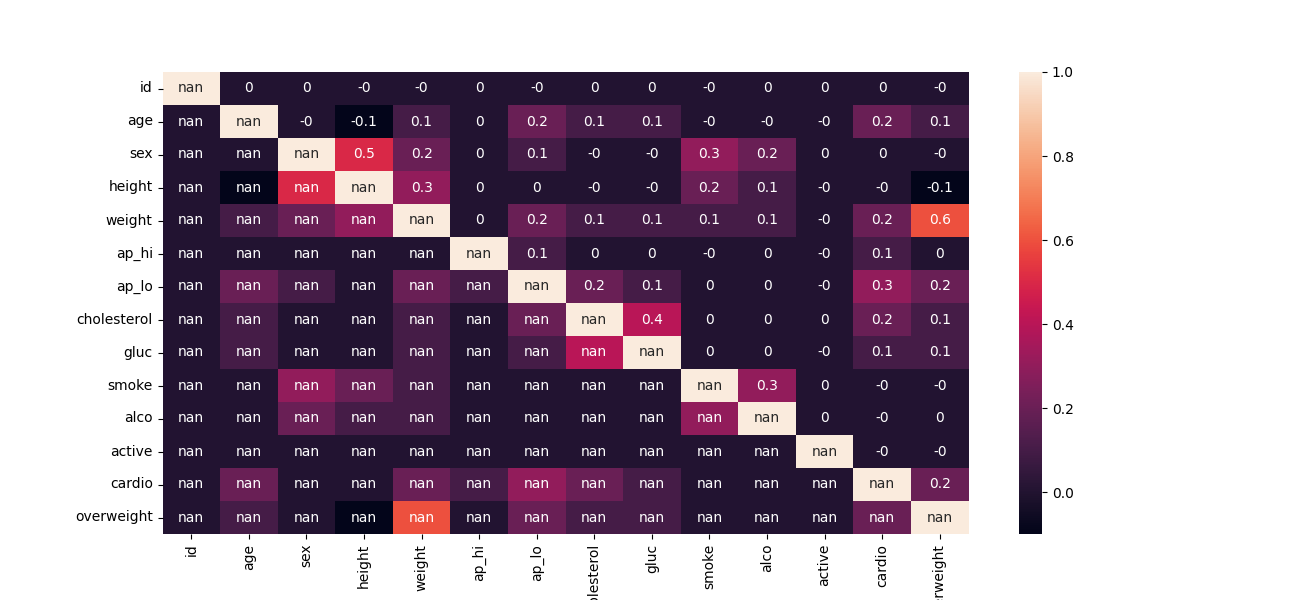 id nan 0 0 -0 -0 0 -0 0 0 -0 0 0 0 -0
age nan nan -0 -0.1 0.1 0 0.2 0.1 0.1 -0 -0 -0 0.2 0.1
sex nan nan nan 0.5 0.2 0 0.1 -0 -0 0.3 0.2 0 0 -0
height nan nan nan nan 0.3 0 0 -0 -0 0.2 0.1 -0 -0 -0.1
weight nan nan nan nan nan 0 0.2 0.1 0.1 0.1 0.1 -0 0.2 0.6
ap_hi nan nan nan nan nan nan 0.1 0 0 -0 0 -0 0.1 0
ap_lo nan nan nan nan nan nan nan 0.2 0.1 0 0 -0 0.3 0.2
cholesterol nan nan nan nan nan nan nan nan 0.4 0 0 0 0.2 0.1
gluc nan nan nan nan nan nan nan nan nan 0 0 -0 0.1 0.1
smoke nan nan nan nan nan nan nan nan nan nan 0.3 0 -0 -0
alco nan nan nan nan nan nan nan nan nan nan nan 0 -0 0
active nan nan nan nan nan nan nan nan nan nan nan nan -0 -0
cardio nan nan nan nan nan nan nan nan nan nan nan nan nan 0.2
overweight nan nan nan nan nan nan nan nan nan nan nan nan nan nan
id age sex height weight ap_hi ap_lo olesterol gluc smoke alco active cardio rweight
1.0
0.8
0.6
0.4
0.2
0.0